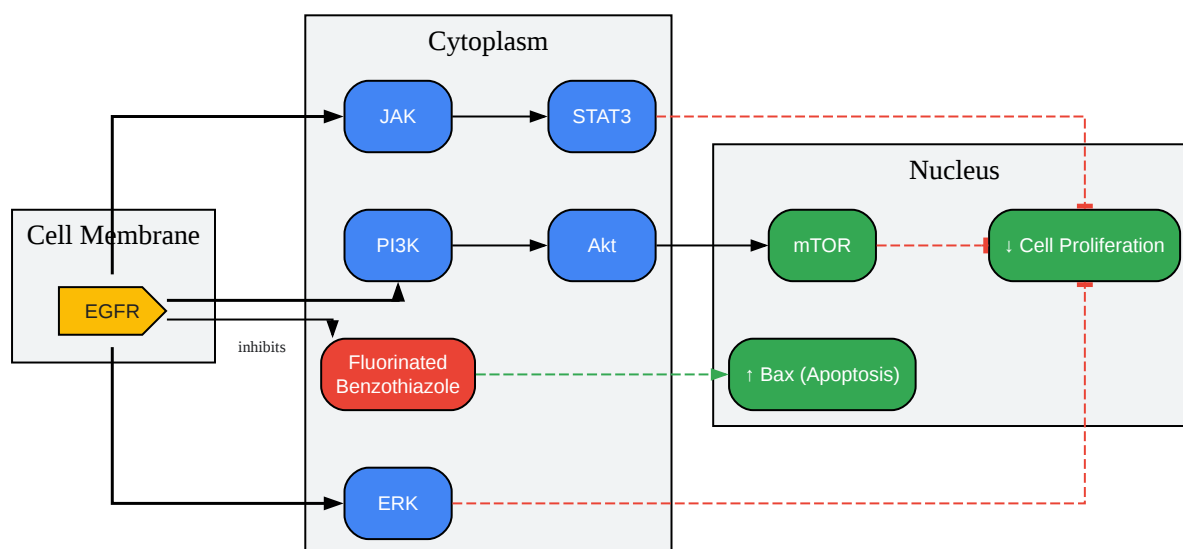 Cytoplasm
JAK
STAT3
Nucleus
Cell Membrane
PI3K
Akt
mTOR
↓ Cell Proliferation
EGFR
inhibits
Fluorinated
Benzothiazole
↑ Bax (Apoptosis)
ERK